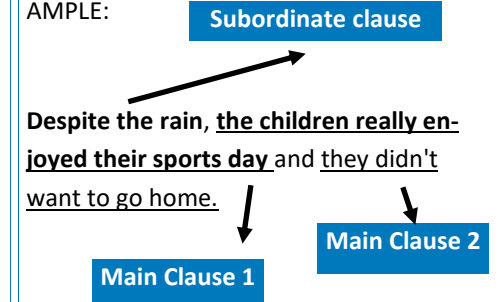 AMPLE:
Subordinate clause
Despite the rain, the children really en-
joyed their sports day and they didn't
want to go home.
Main Clause 2
Main Clause 1